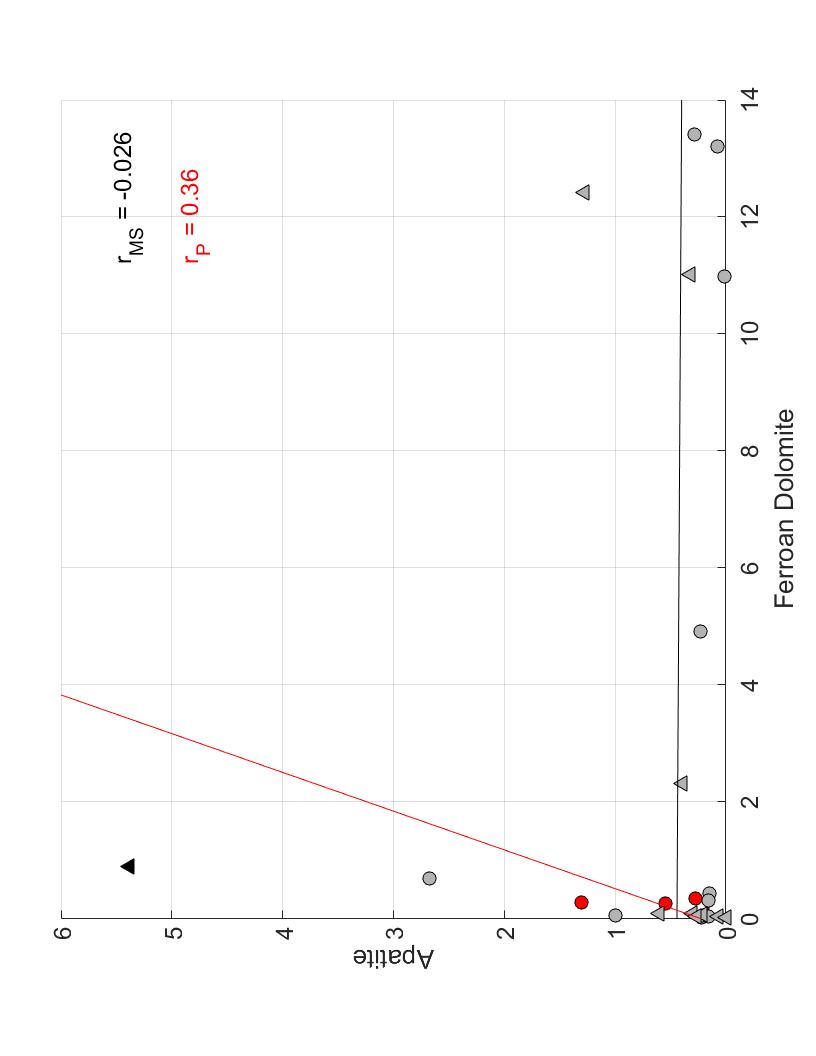 r_MS = -0.026
r_P = 0.36
Apatite
6
5
4
3
2
1
0
0 2 4 6 8 10 12 14
Ferroan Dolomite